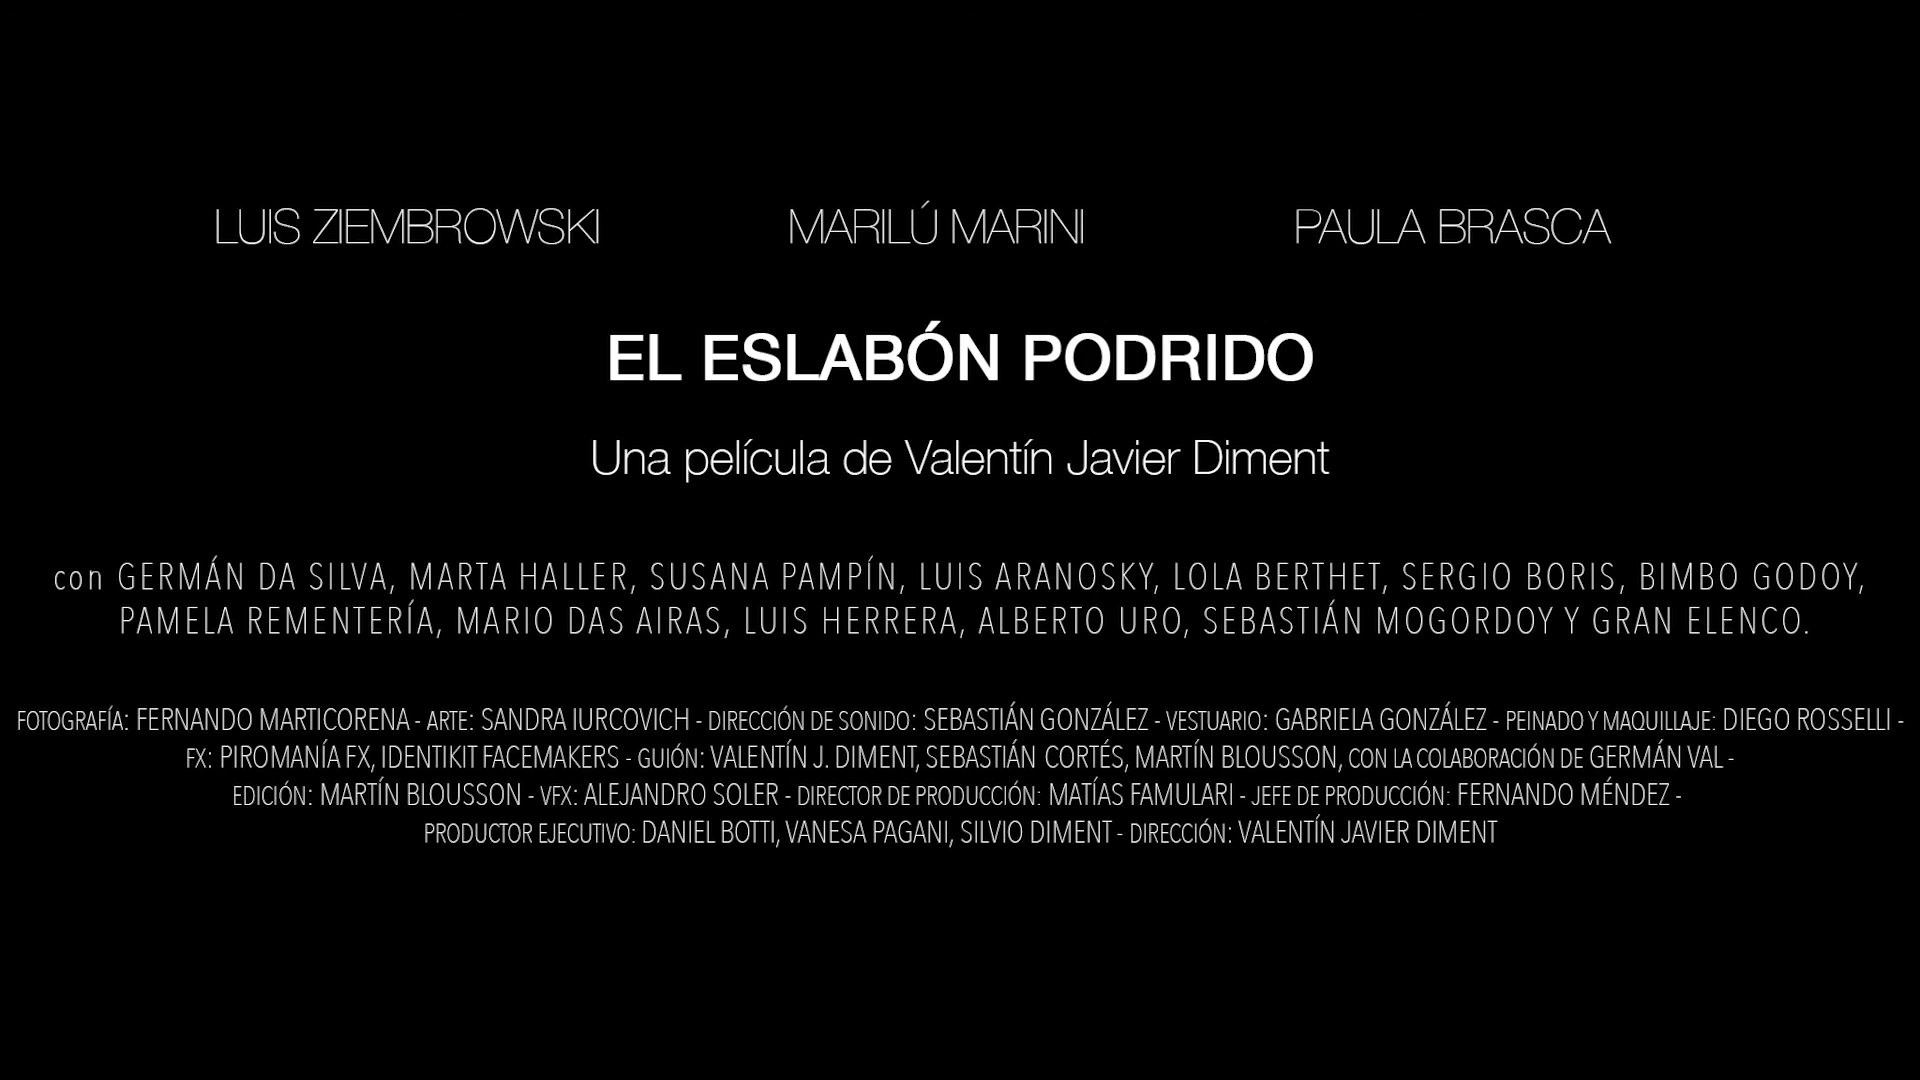 LUIS ZIEMBROWSKI MARILÚ MARINI PAULA BRASCA
EL ESLABÓN PODRIDO
Una película de Valentín Javier Diment
con GERMÁN DA SILVA, MARTA HALLER, SUSANA PAMPÍN, LUIS ARANOSKY, LOLA BERTHET, SERGIO BORIS, BIMBO GODOY,
PAMELA REMENTERÍA, MARIO DAS AIRAS, LUIS HERRERA, ALBERTO URO, SEBASTIÁN MOGORDOY Y GRAN ELENCO.
FOTOGRAFÍA: FERNANDO MARTICORENA - ARTE: SANDRA IURCOVICH - DIRECCIÓN DE SONIDO: SEBASTIÁN GONZÁLEZ - VESTUARIO: GABRIELA GONZÁLEZ - PEINADO Y MAQUILLAJE: DIEGO ROSSELLI -
FX: PIROMANÍA FX, IDENTIKIT FACEMAKERS - GUIÓN: VALENTÍN J. DIMENT, SEBASTIÁN CORTÉS, MARTÍN BLOUSSON, CON LA COLABORACIÓN DE GERMÁN VAL -
EDICIÓN: MARTÍN BLOUSSON - VFX: ALEJANDRO SOLER - DIRECTOR DE PRODUCCIÓN: MATÍAS FAMULARI - JEFE DE PRODUCCIÓN: FERNANDO MÉNDEZ -
PRODUCTOR EJECUTIVO: DANIEL BOTTI, VANESA PAGANI, SILVIO DIMENT - DIRECCIÓN: VALENTÍN JAVIER DIMENT